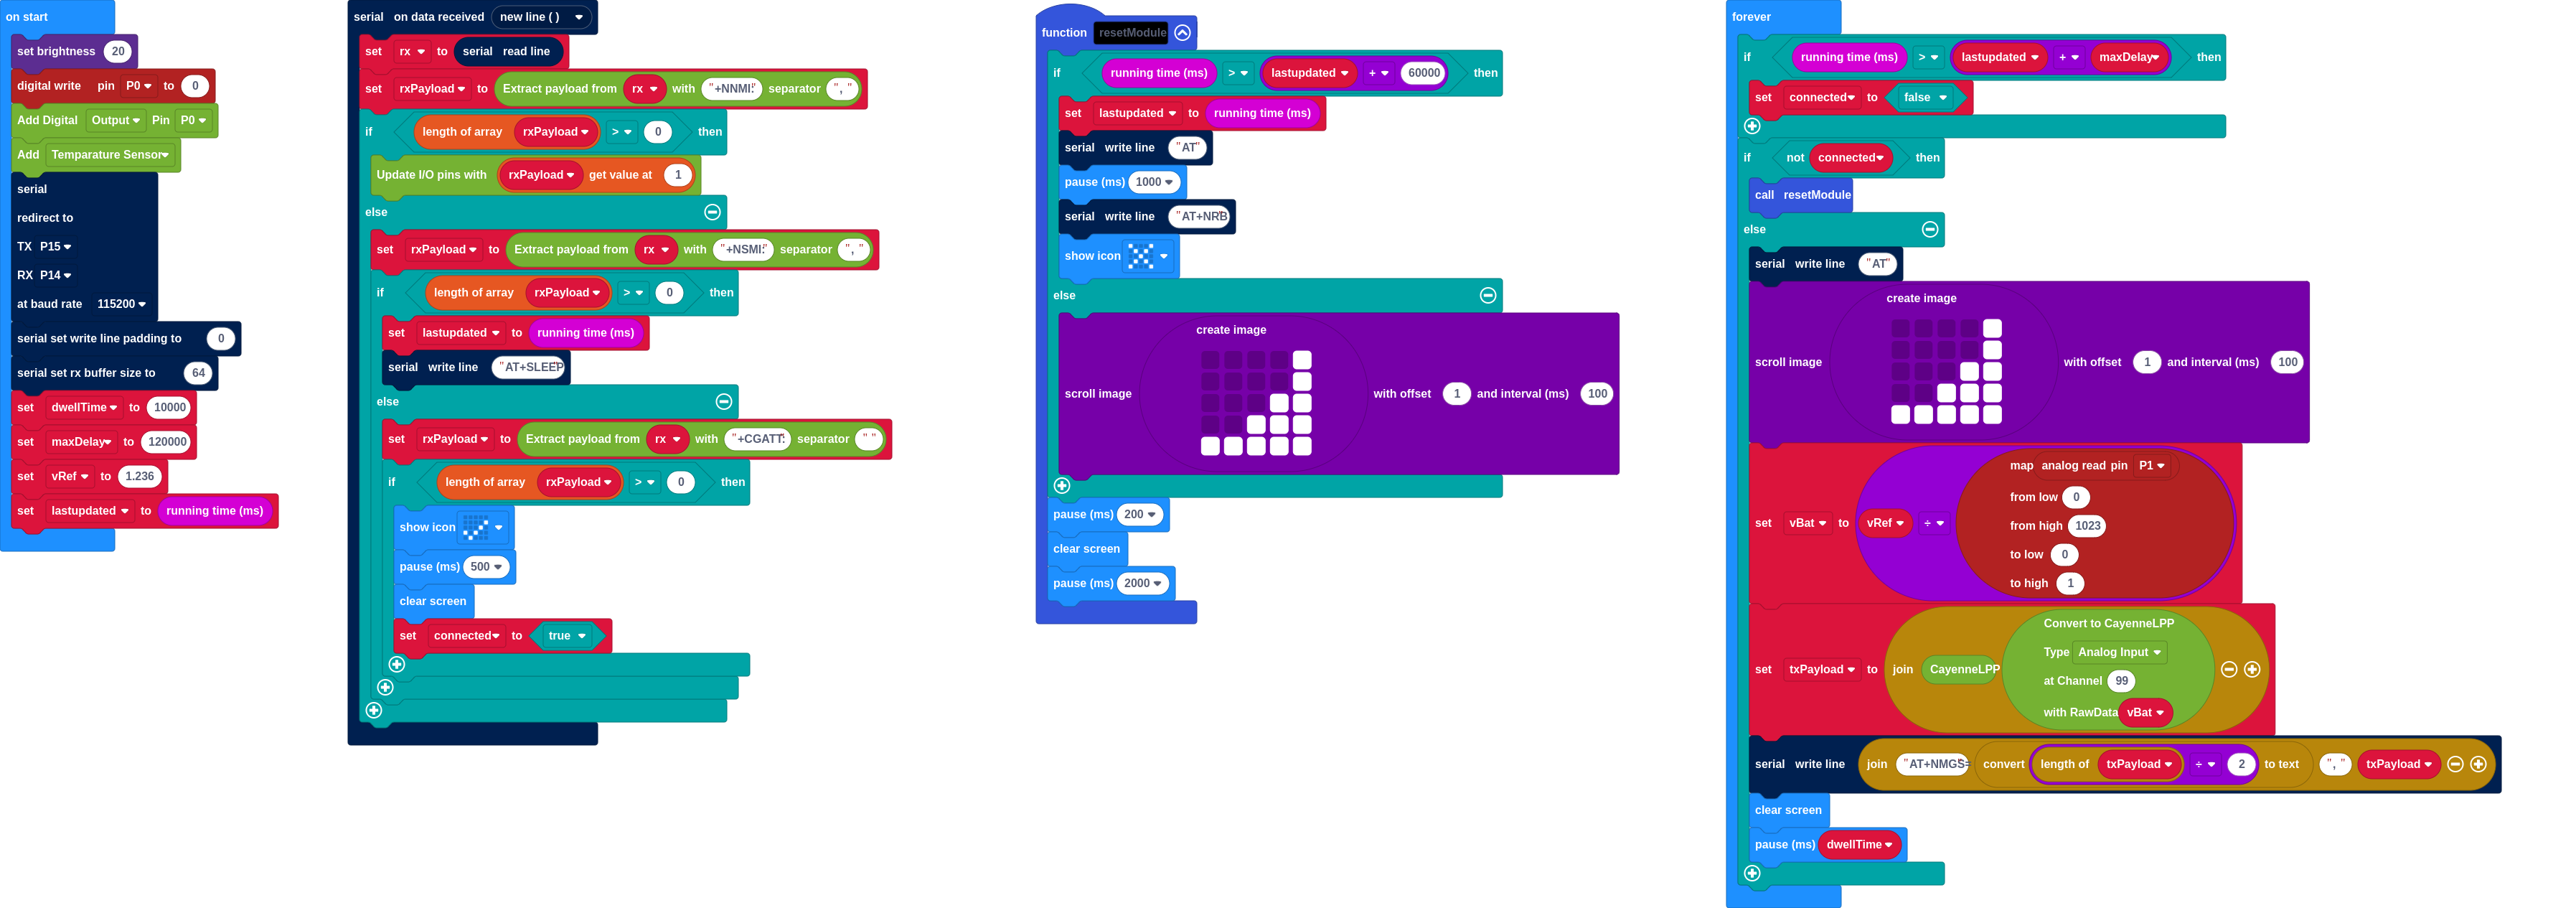 on start
set brightness 20
digital write pin P0 to 0
Add Digital Output Pin P0
Add Temparature Sensor
serial
redirect to
TX P15
RX P14
at baud rate 115200
serial set write line padding to 0
serial set rx buffer size to 64
set dwellTime to 10000
set maxDelay to 120000
set vRef to 1.236
set lastupdated to running time (ms)
serial on data received new line ( )
set rx to serial read line
set rxPayload to Extract payload from rx with "+NNMI:" separator ","
if length of array rxPayload > 0 then
Update I/O pins with rxPayload get value at 1
else
set rxPayload to Extract payload from rx with "+NSMI:" separator ","
if length of array rxPayload > 0 then
set lastupdated to running time (ms)
serial write line "AT+SLEEP"
else
set rxPayload to Extract payload from rx with "+CGATT:" separator " "
if length of array rxPayload > 0 then
show icon
pause (ms) 500
clear screen
set connected to true
function resetModule
if running time (ms) > lastupdated + 60000 then
set lastupdated to running time (ms)
serial write line "AT"
pause (ms) 1000
serial write line "AT+NRB"
show icon
else
create image
scroll image with offset 1 and interval (ms) 100
pause (ms) 200
clear screen
pause (ms) 2000
forever
if running time (ms) > lastupdated + maxDelay then
set connected to false
if not connected then
call resetModule
else
serial write line "AT"
create image
scroll image with offset 1 and interval (ms) 100
map analog read pin P1
from low 0
set vBat to vRef ÷ from high 1023
to low 0
to high 1
Convert to CayenneLPP
Type Analog Input
set txPayload to join CayenneLPP at Channel 99
with RawData vBat
serial write line join "AT+NMGS=" convert length of txPayload ÷ 2 to text "," txPayload
clear screen
pause (ms) dwellTime